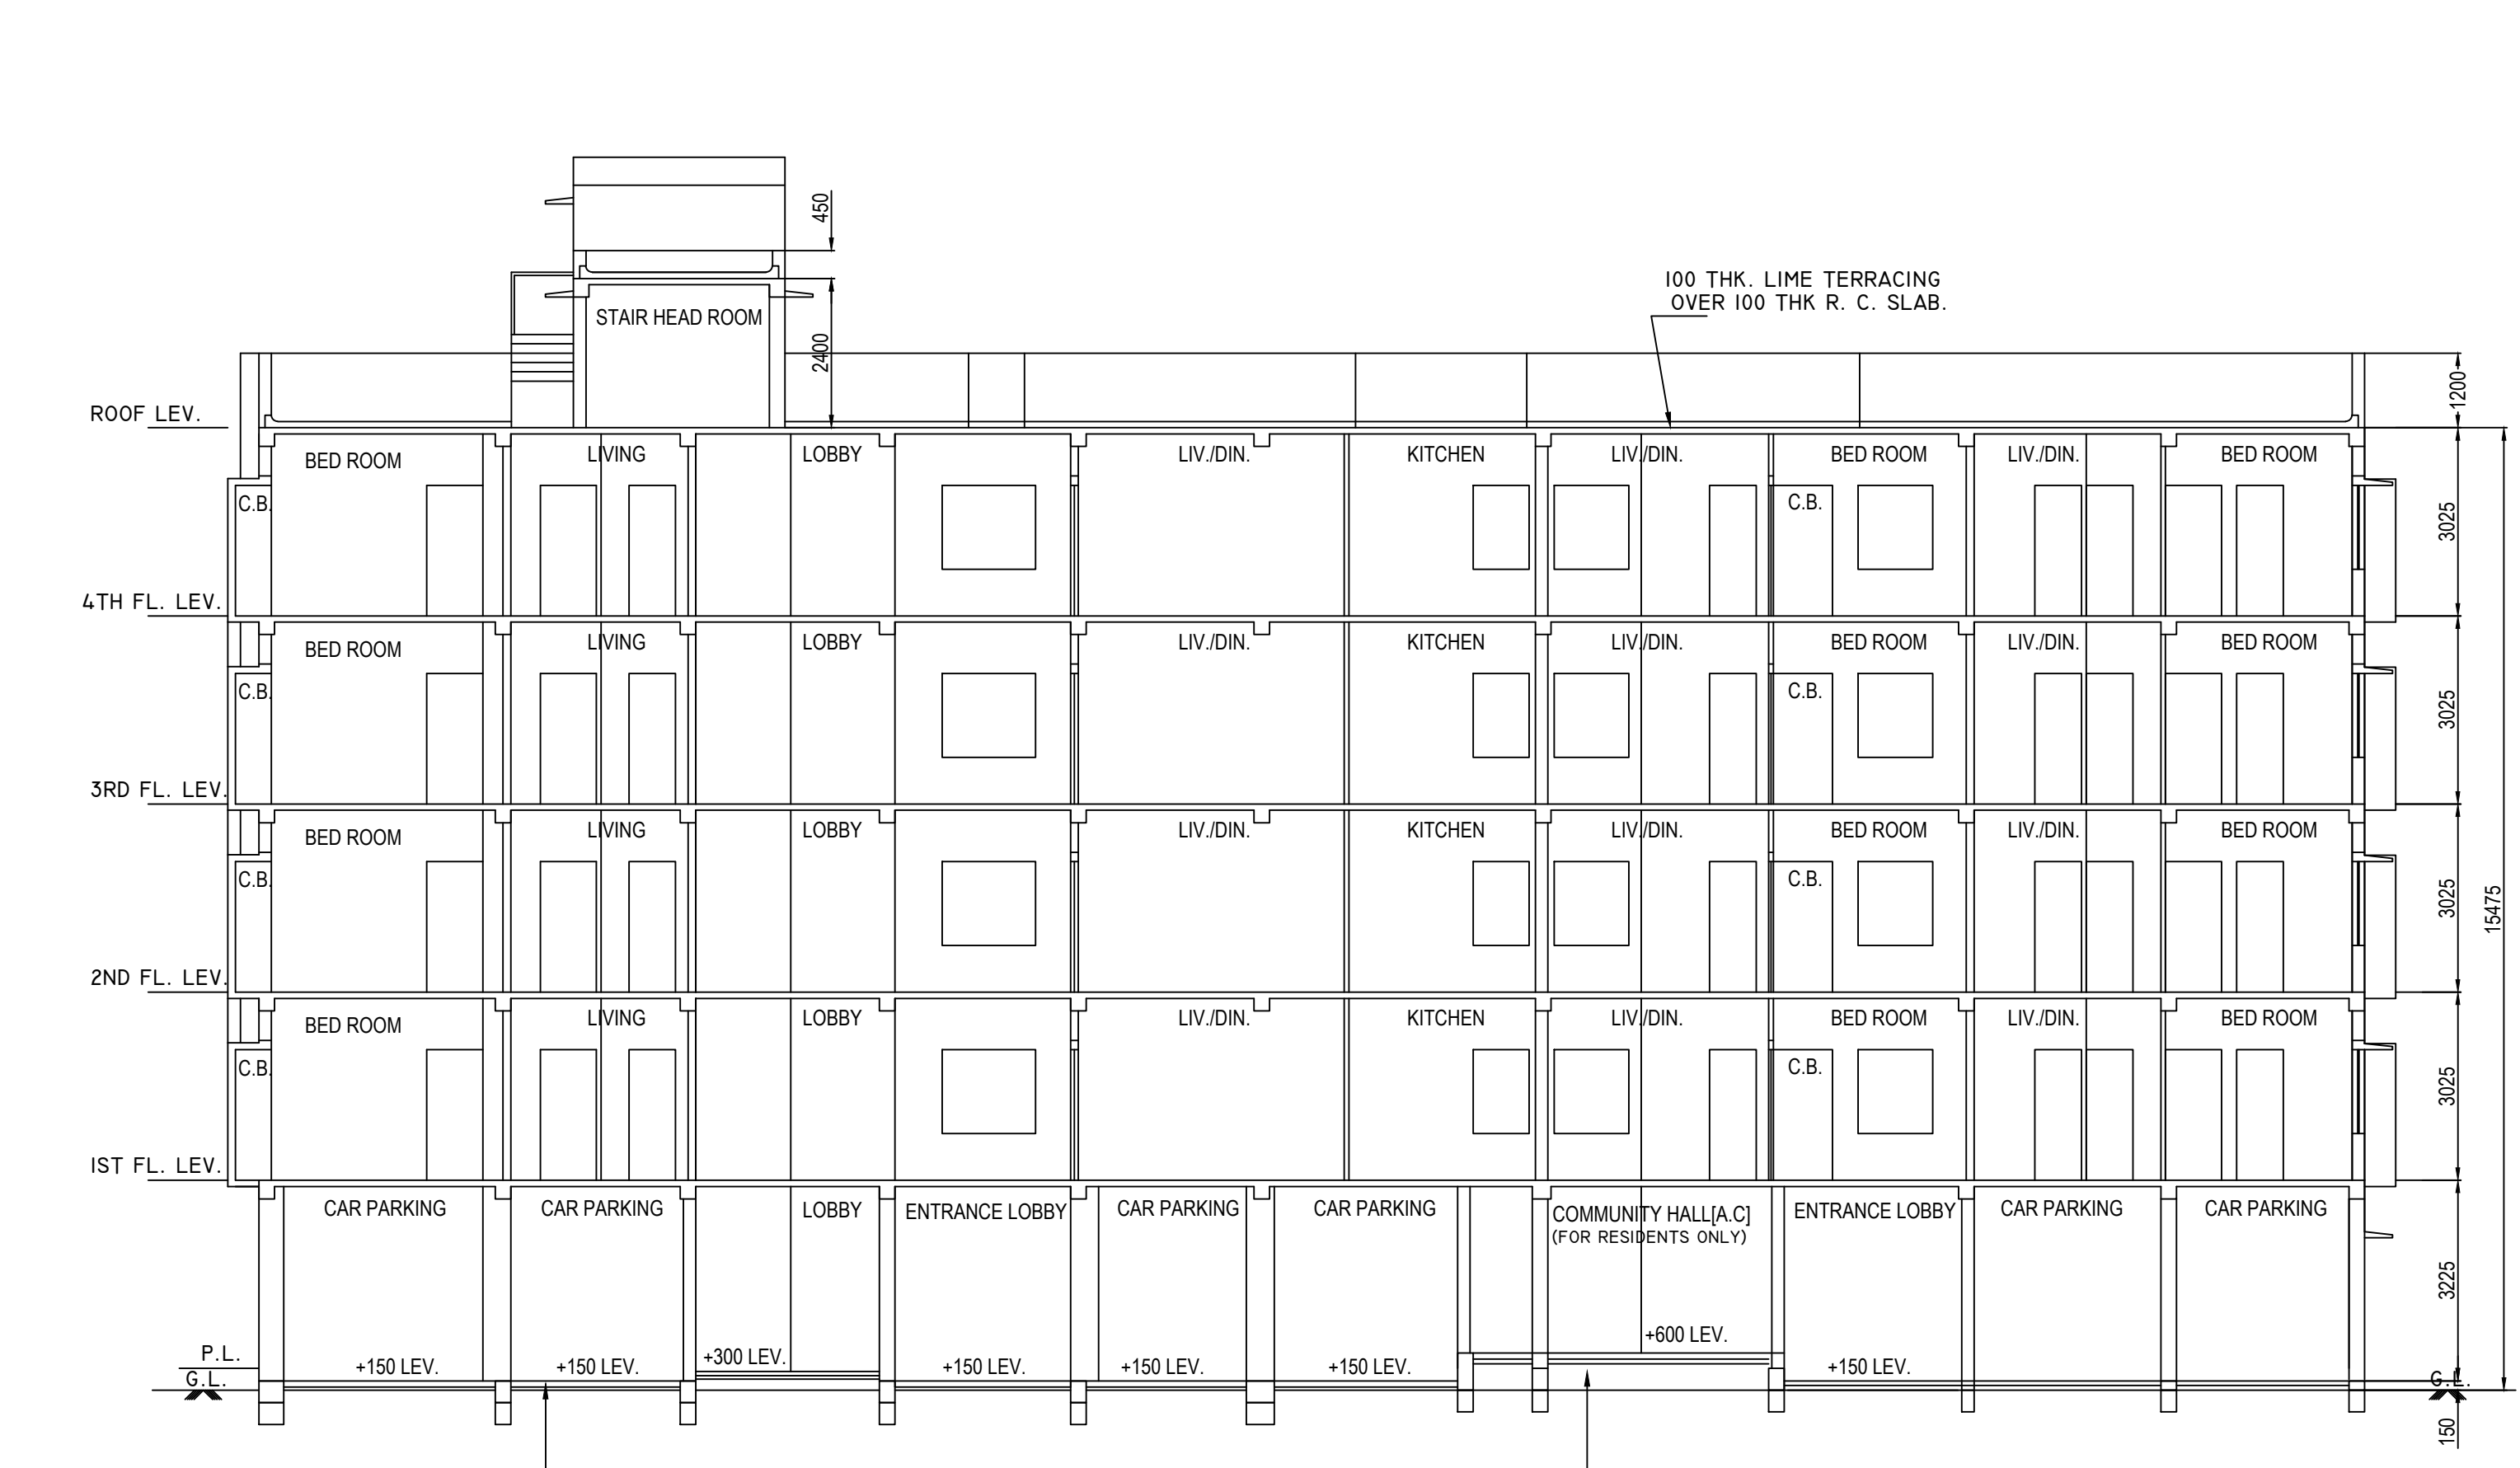 450
100 THK. LIME TERRACING
OVER 100 THK R. C. SLAB.
STAIR HEAD ROOM
2400
1200
ROOF LEV.
BED ROOM LIVING LOBBY LIV./DIN. KITCHEN LIV./DIN. BED ROOM LIV./DIN. BED ROOM
C.B. C.B. 3025
4TH FL. LEV.
BED ROOM LIVING LOBBY LIV./DIN. KITCHEN LIV./DIN. BED ROOM LIV./DIN. BED ROOM
C.B. C.B. 3025
3RD FL. LEV.
BED ROOM LIVING LOBBY LIV./DIN. KITCHEN LIV./DIN. BED ROOM LIV./DIN. BED ROOM
C.B. C.B. 3025
15475
2ND FL. LEV.
BED ROOM LIVING LOBBY LIV./DIN. KITCHEN LIV./DIN. BED ROOM LIV./DIN. BED ROOM
C.B. C.B. 3025
1ST FL. LEV.
CAR PARKING CAR PARKING LOBBY ENTRANCE LOBBY CAR PARKING CAR PARKING COMMUNITY HALL[A.C] ENTRANCE LOBBY CAR PARKING CAR PARKING
(FOR RESIDENTS ONLY)
3225
+600 LEV.
P.L. +300 LEV.
+150 LEV. +150 LEV. +150 LEV. +150 LEV. +150 LEV. +150 LEV.
G.L. G.L.
150